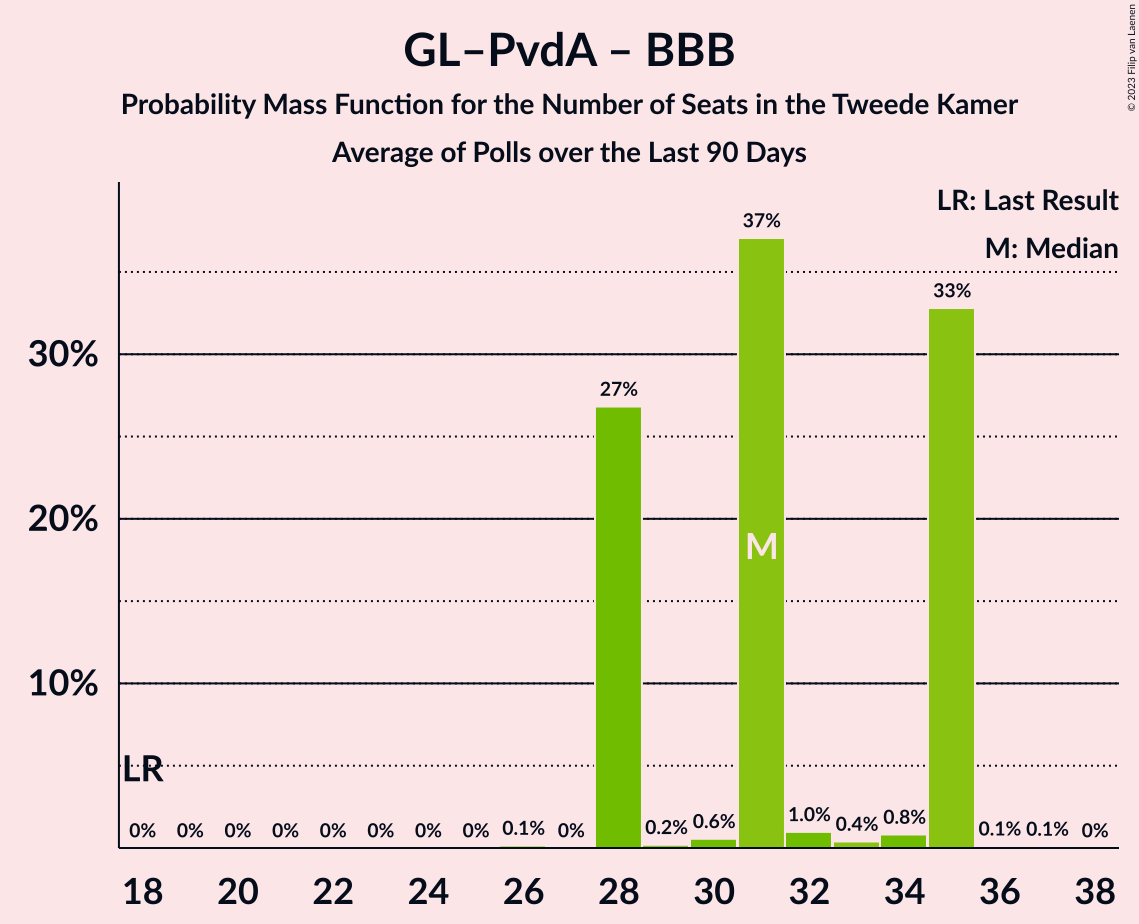 GL–PvdA – BBB
Probability Mass Function for the Number of Seats in the Tweede Kamer
Average of Polls over the Last 90 Days
© 2023 Filip van Laenen
LR: Last Result
M: Median
30%
20%
10%
LR
M
0% 0% 0% 0% 0% 0% 0% 0% 0.1% 0% 27% 0.2% 0.6% 37% 1.0% 0.4% 0.8% 33% 0.1% 0.1% 0%
18 20 22 24 26 28 30 32 34 36 38